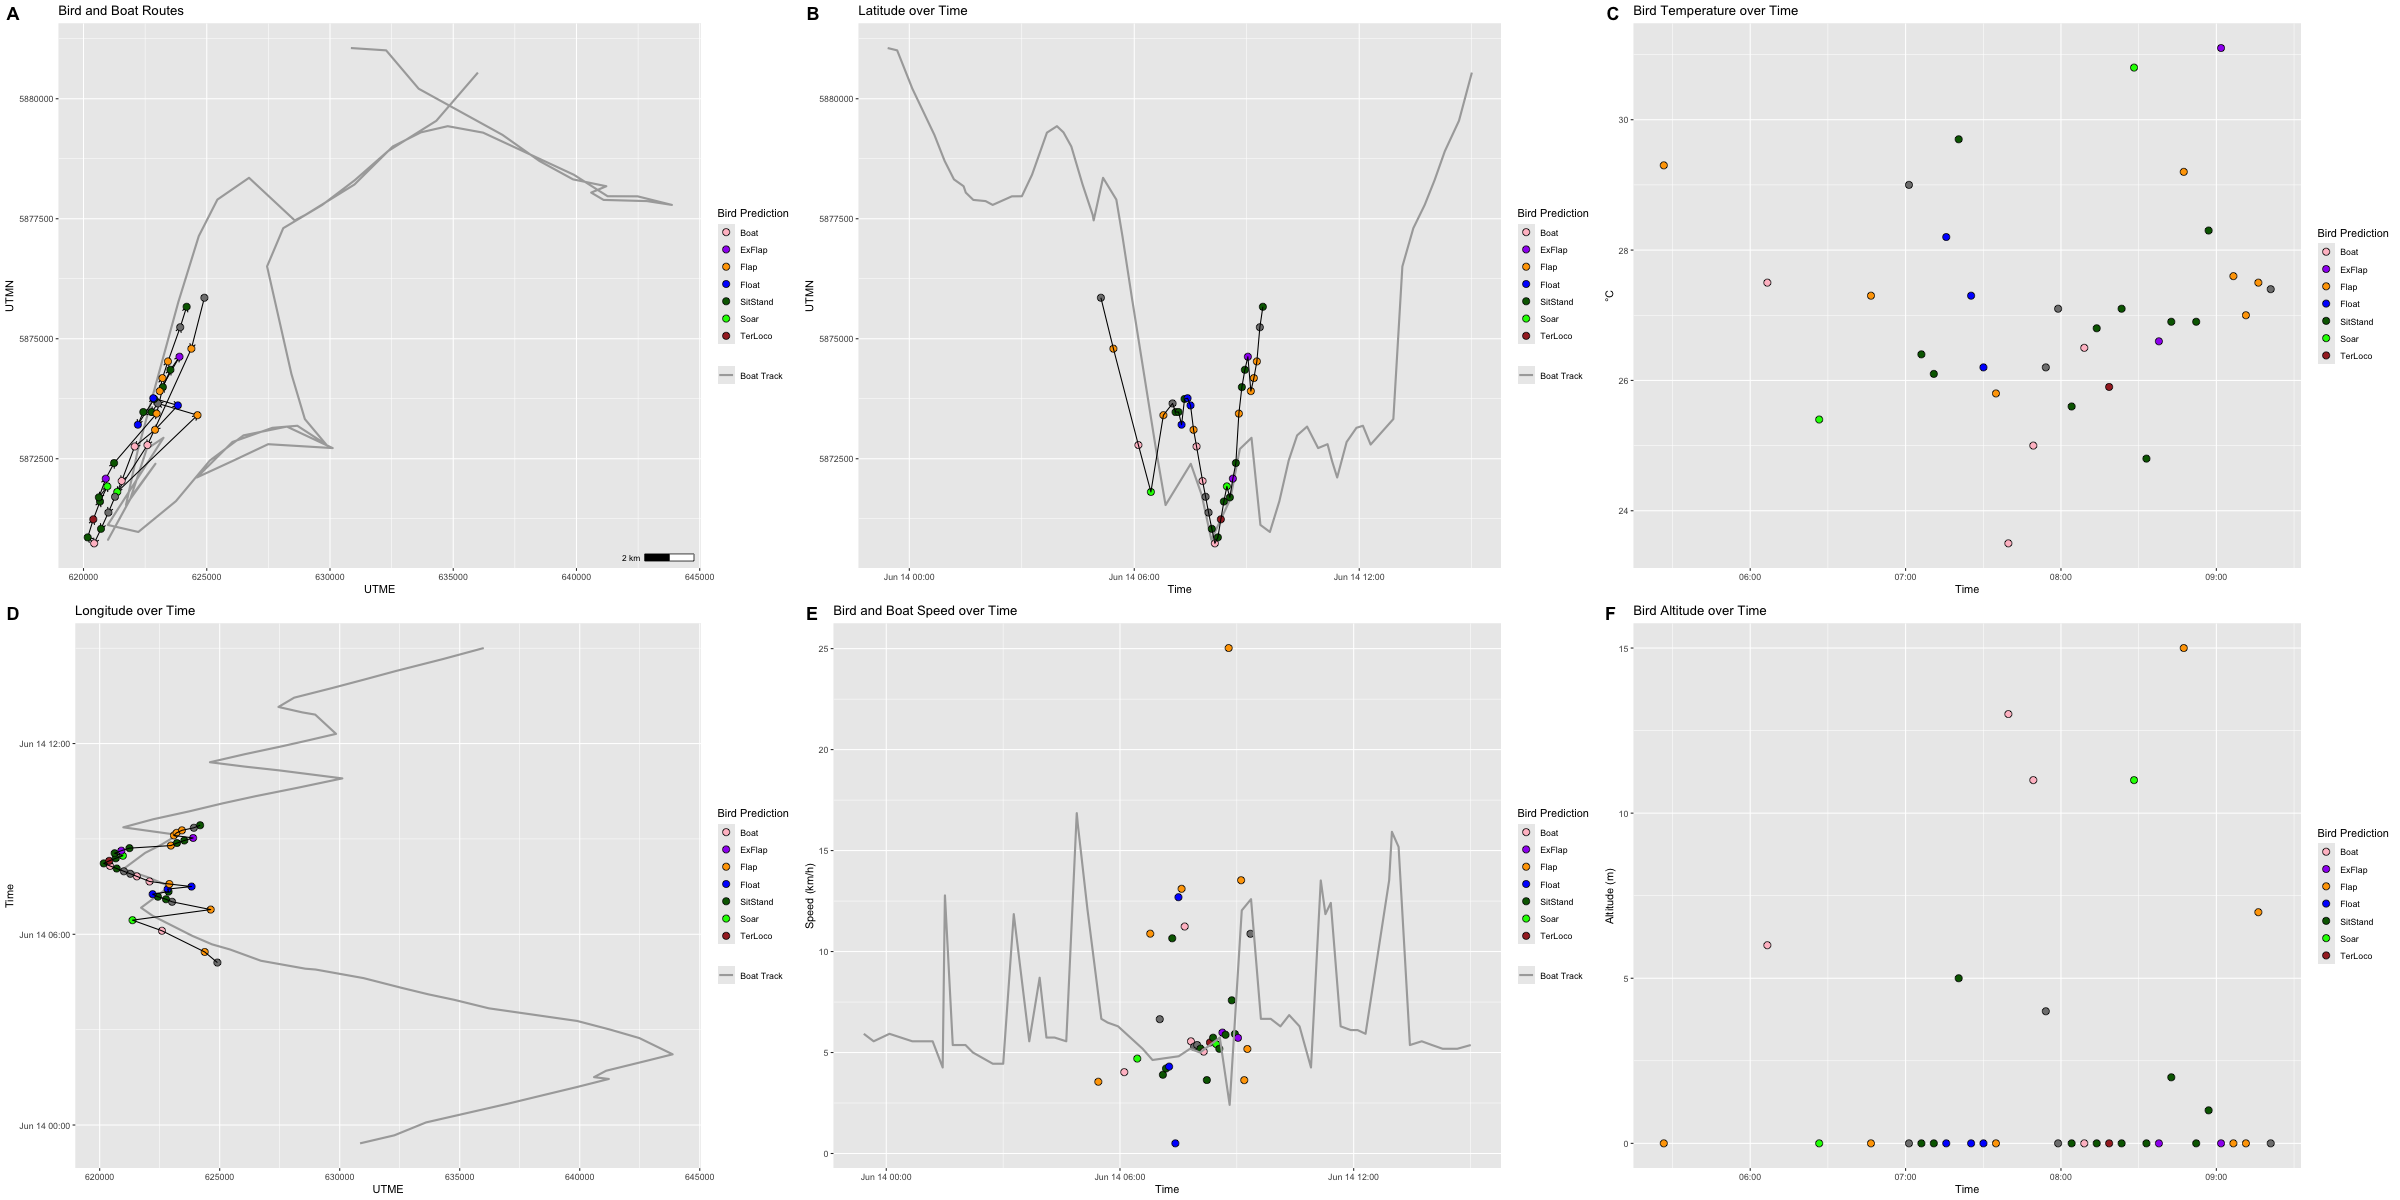 A Bird and Boat Routes
UTMN
5880000
5877500
5875000
5872500
620000 625000 630000 635000 640000 645000
UTME
2 km
Bird Prediction
Boat
ExFlap
Flap
Float
SitStand
Soar
TerLoco
Boat Track
B Latitude over Time
UTMN
5880000
5877500
5875000
5872500
Jun 14 00:00 Jun 14 06:00 Jun 14 12:00
Time
Bird Prediction
Boat
ExFlap
Flap
Float
SitStand
Soar
TerLoco
Boat Track
C Bird Temperature over Time
°C
30
28
26
24
06:00 07:00 08:00 09:00
Time
Bird Prediction
Boat
ExFlap
Flap
Float
SitStand
Soar
TerLoco
D Longitude over Time
Time
Jun 14 12:00
Jun 14 06:00
Jun 14 00:00
620000 625000 630000 635000 640000 645000
UTME
Bird Prediction
Boat
ExFlap
Flap
Float
SitStand
Soar
TerLoco
Boat Track
E Bird and Boat Speed over Time
Speed (km/h)
25
20
15
10
5
0
Jun 14 00:00 Jun 14 06:00 Jun 14 12:00
Time
Bird Prediction
Boat
ExFlap
Flap
Float
SitStand
Soar
TerLoco
Boat Track
F Bird Altitude over Time
Altitude (m)
15
10
5
0
06:00 07:00 08:00 09:00
Time
Bird Prediction
Boat
ExFlap
Flap
Float
SitStand
Soar
TerLoco